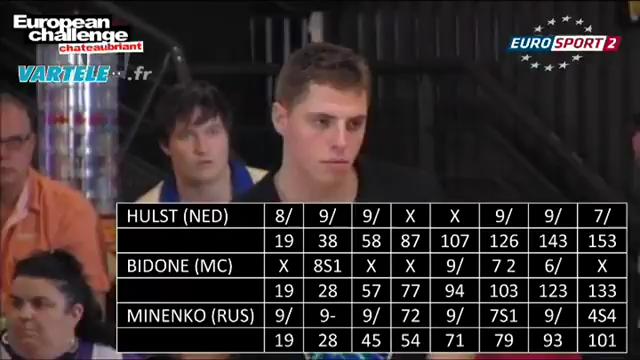 European
challenge
chateaubriant
VARTELE.fr
EUROSPORT 2
HULST (NED) 8/ 9/ 9/ X X 9/ 9/ 7/
19 38 58 87 107 126 143 153
BIDONE (MC) X 8S1 X X 9/ 7 2 6/ X
19 28 57 77 94 103 123 133
MINENKO (RUS) 9/ 9- 9/ 72 9/ 7S1 9/ 4S4
19 28 45 54 71 79 93 101